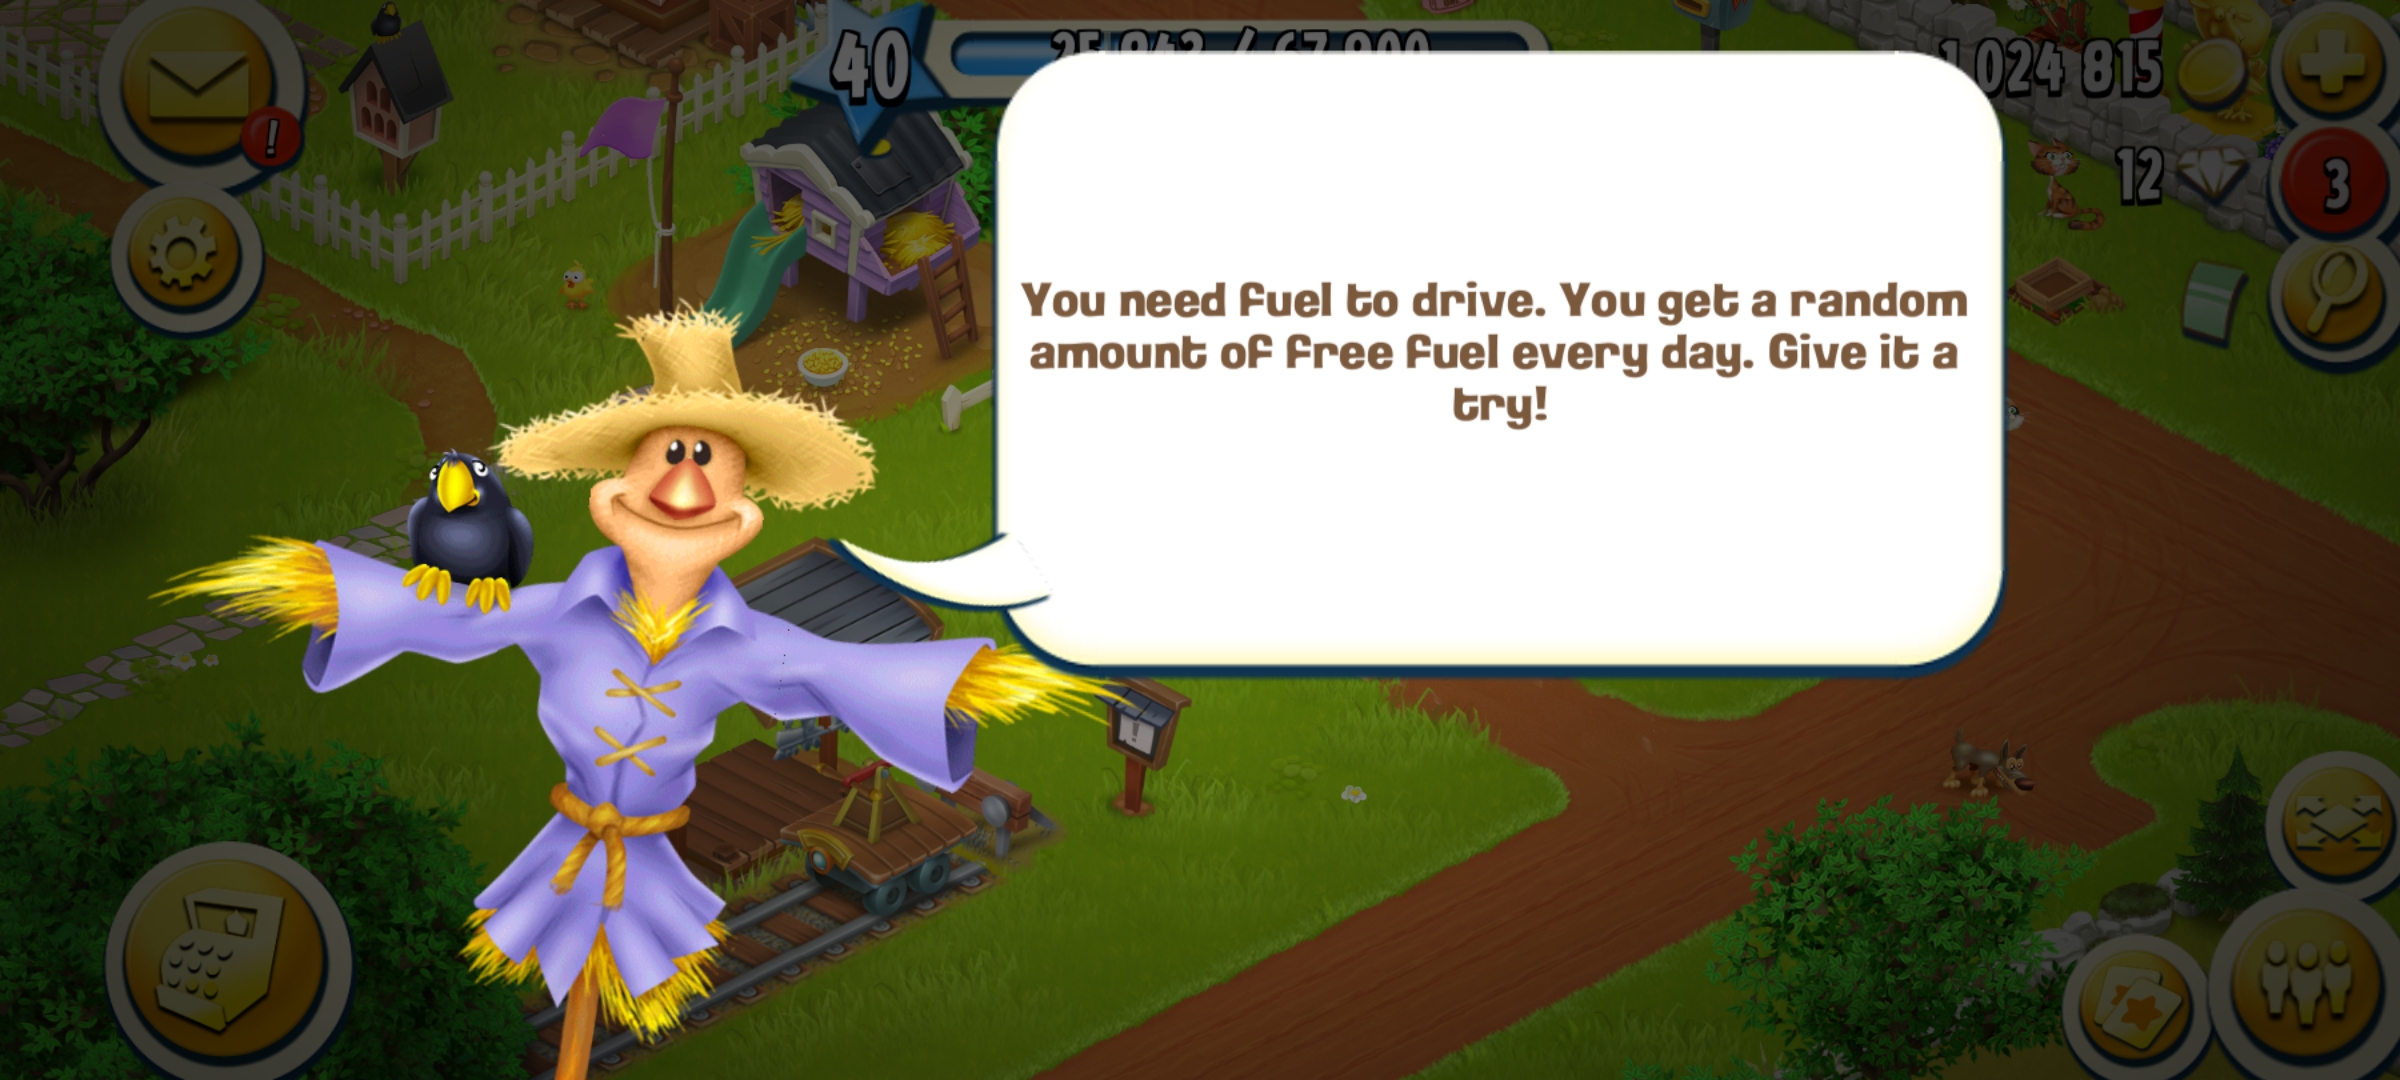 40
1 024 815
12
3
!
You need fuel to drive. You get a random
amount of free fuel every day. Give it a
try!